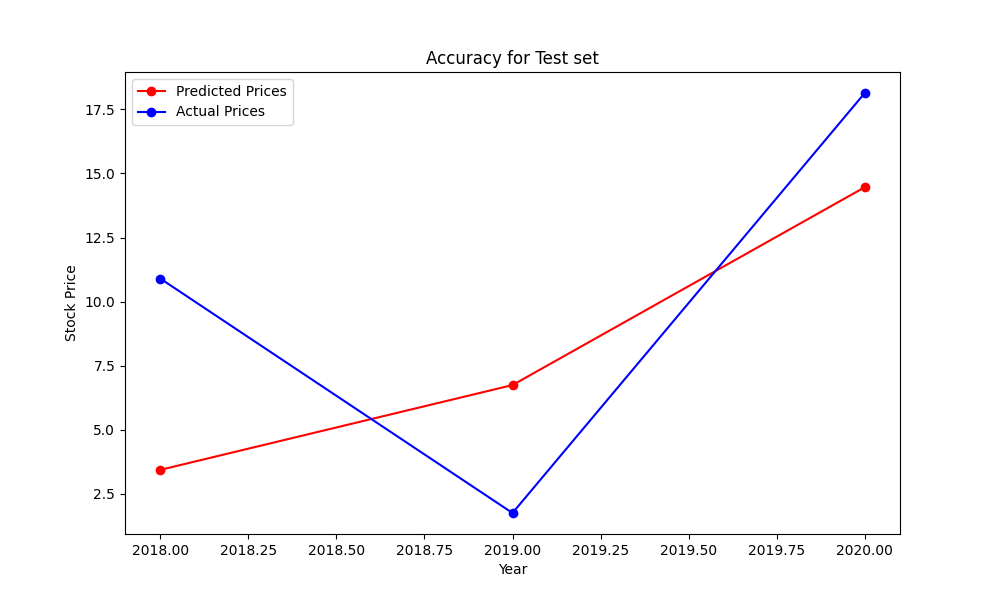 Accuracy for Test set
Predicted Prices
Actual Prices
17.5
15.0
12.5
10.0
7.5
5.0
2.5
Stock Price
2018.00 2018.25 2018.50 2018.75 2019.00 2019.25 2019.50 2019.75 2020.00
Year